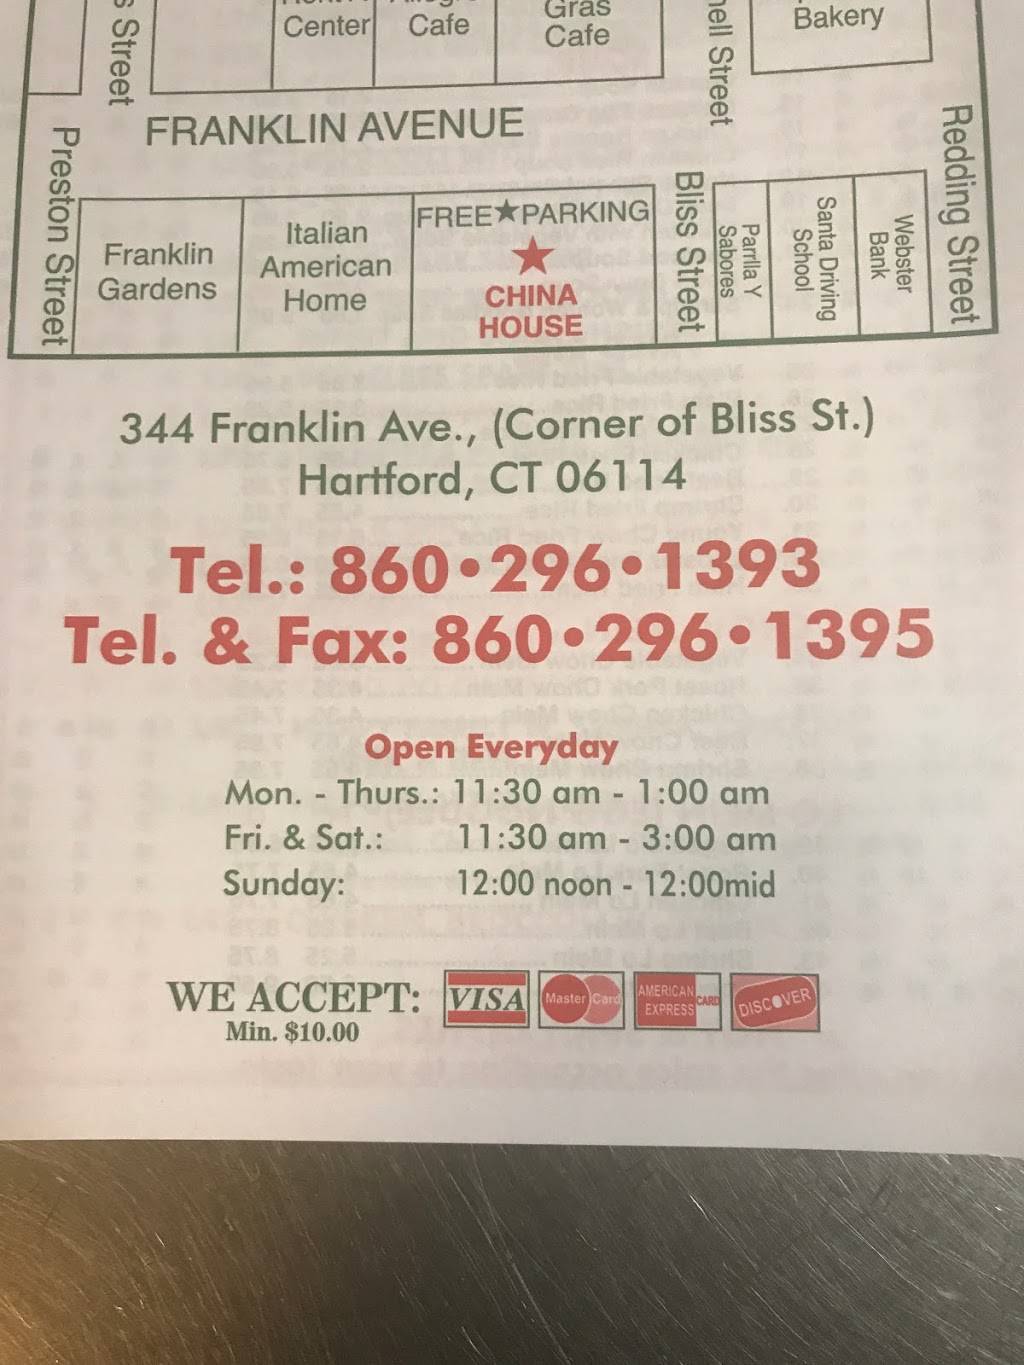 Center
Cafe
Gras
Cafe
Bakery
Street
Street
FRANKLIN AVENUE
Preston Street
Franklin
Gardens
Italian
American
Home
FREE★PARKING
★
CHINA
HOUSE
Bliss Street
Parrilla Y
Sabores
Santa Driving
School
Webster
Bank
Redding Street
344 Franklin Ave., (Corner of Bliss St.)
Hartford, CT 06114
Tel.: 860•296•1393
Tel. & Fax: 860•296•1395
Open Everyday
Mon. - Thurs.: 11:30 am - 1:00 am
Fri. & Sat.: 11:30 am - 3:00 am
Sunday: 12:00 noon - 12:00mid
WE ACCEPT: VISA MasterCard AMERICAN EXPRESS CARD DISCOVER
Min. $10.00